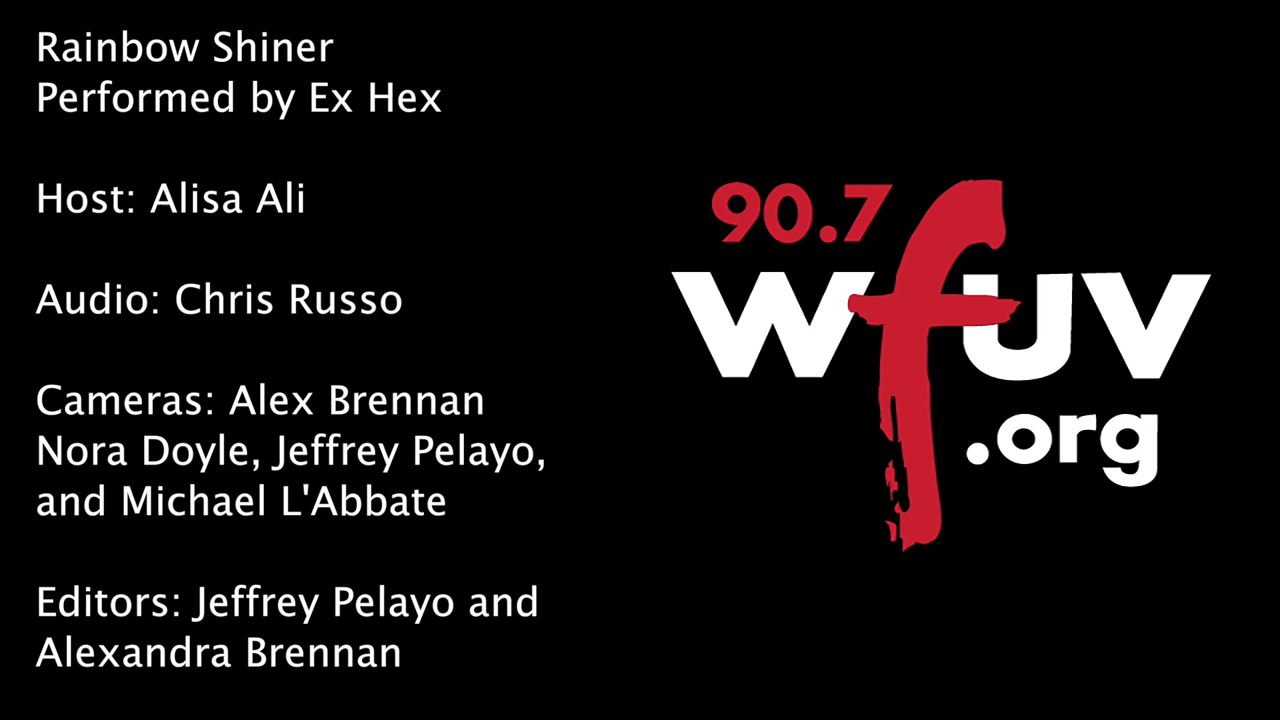 Rainbow Shiner
Performed by Ex Hex
Host: Alisa Ali
Audio: Chris Russo
Cameras: Alex Brennan
Nora Doyle, Jeffrey Pelayo,
and Michael L'Abbate
Editors: Jeffrey Pelayo and
Alexandra Brennan
90.7
wfuv
.org